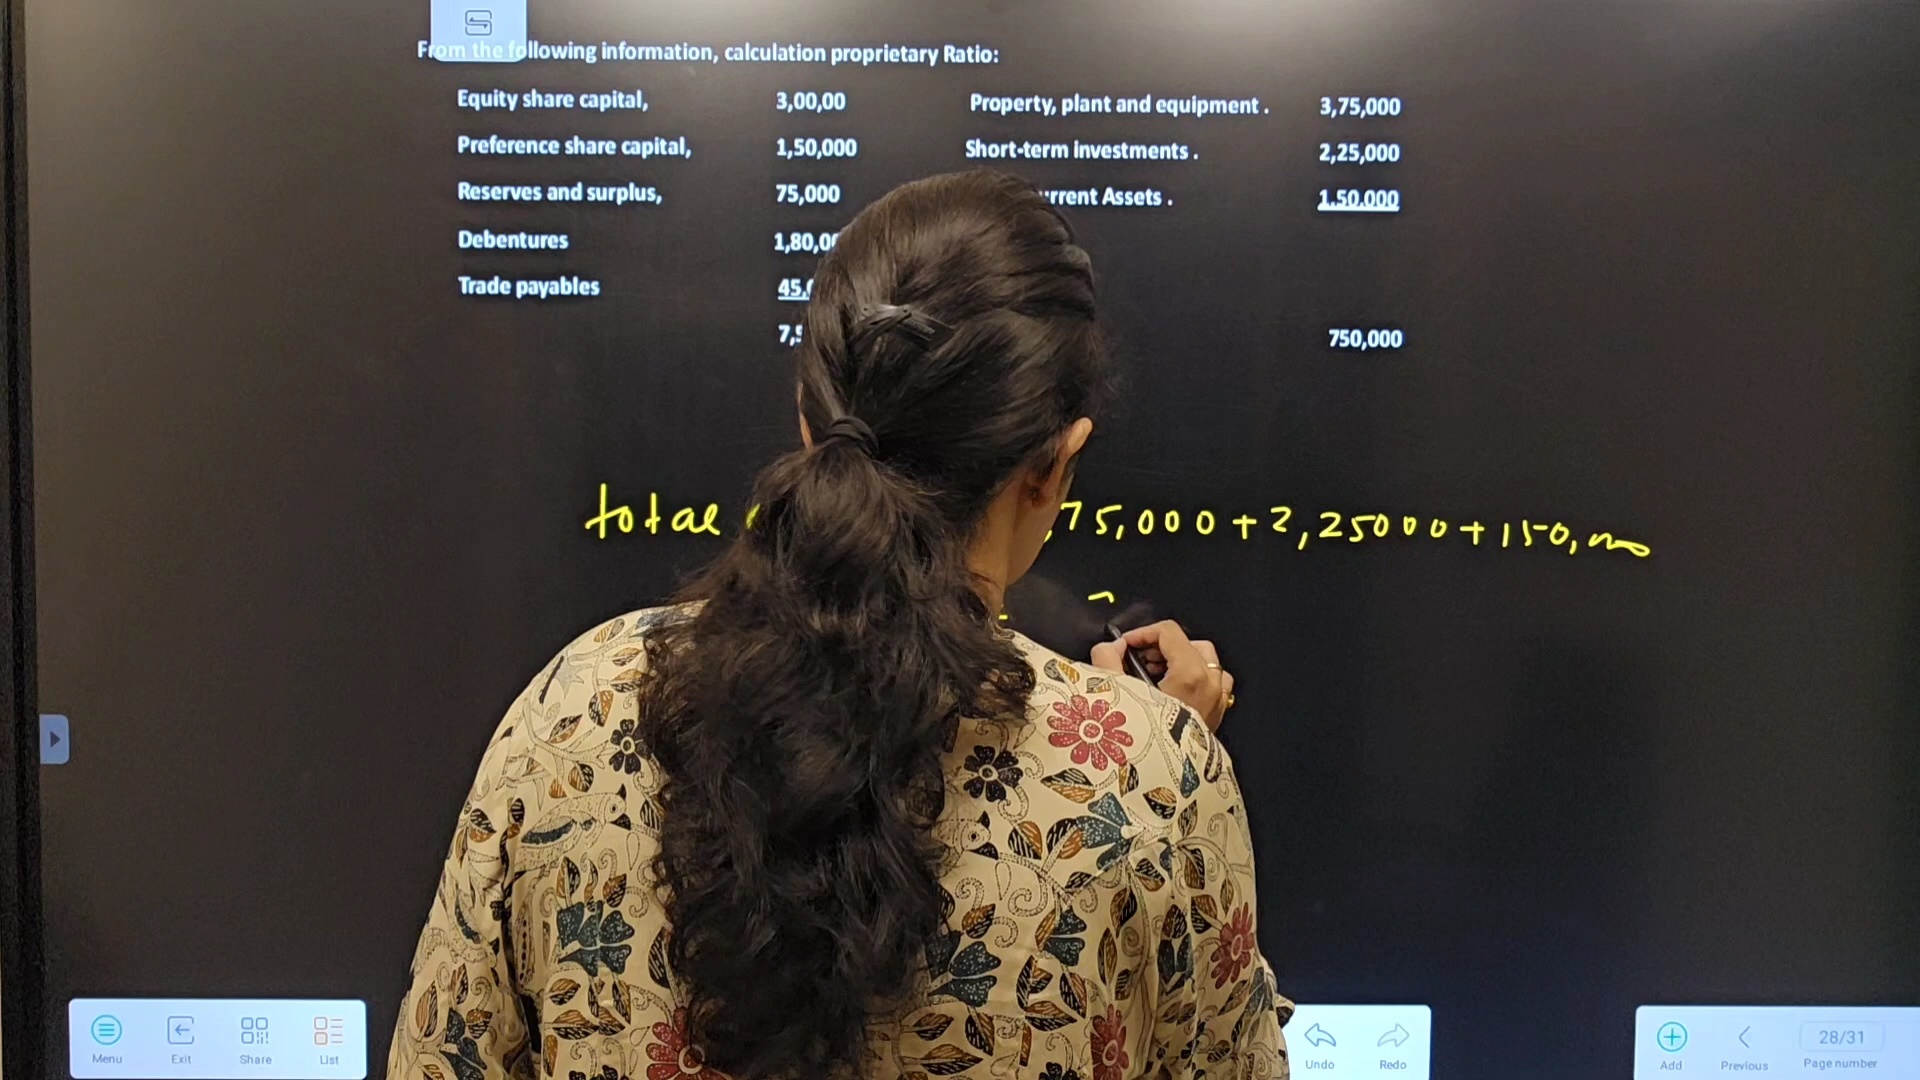 From the following information, calculation proprietary Ratio:
Equity share capital, 3,00,00 Property, plant and equipment . 3,75,000
Preference share capital, 1,50,000 Short-term investments . 2,25,000
Reserves and surplus, 75,000 Assets . 1,50,000
Debentures
Trade payables
750,000
total 75,000 + 2,25000 + 150,000
=
Menu Exit Share List Undo Redo Add Previous 28/31 Page number